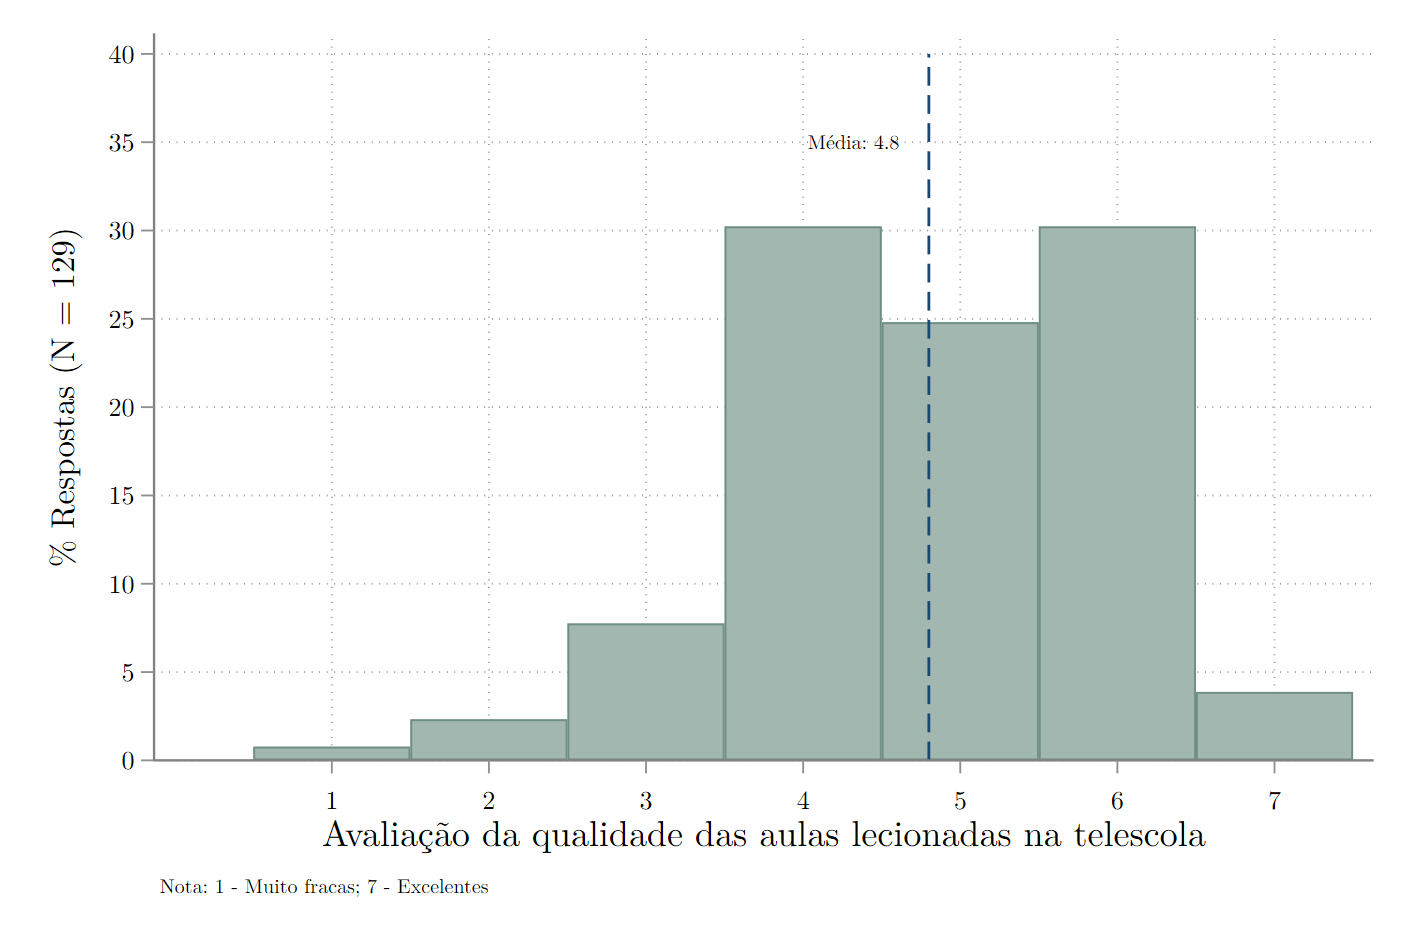 % Respostas (N = 129)
40
35
30
25
20
15
10
5
0
Média: 4.8
1 2 3 4 5 6 7
Avaliação da qualidade das aulas lecionadas na telescola
Nota: 1 - Muito fracas; 7 - Excelentes